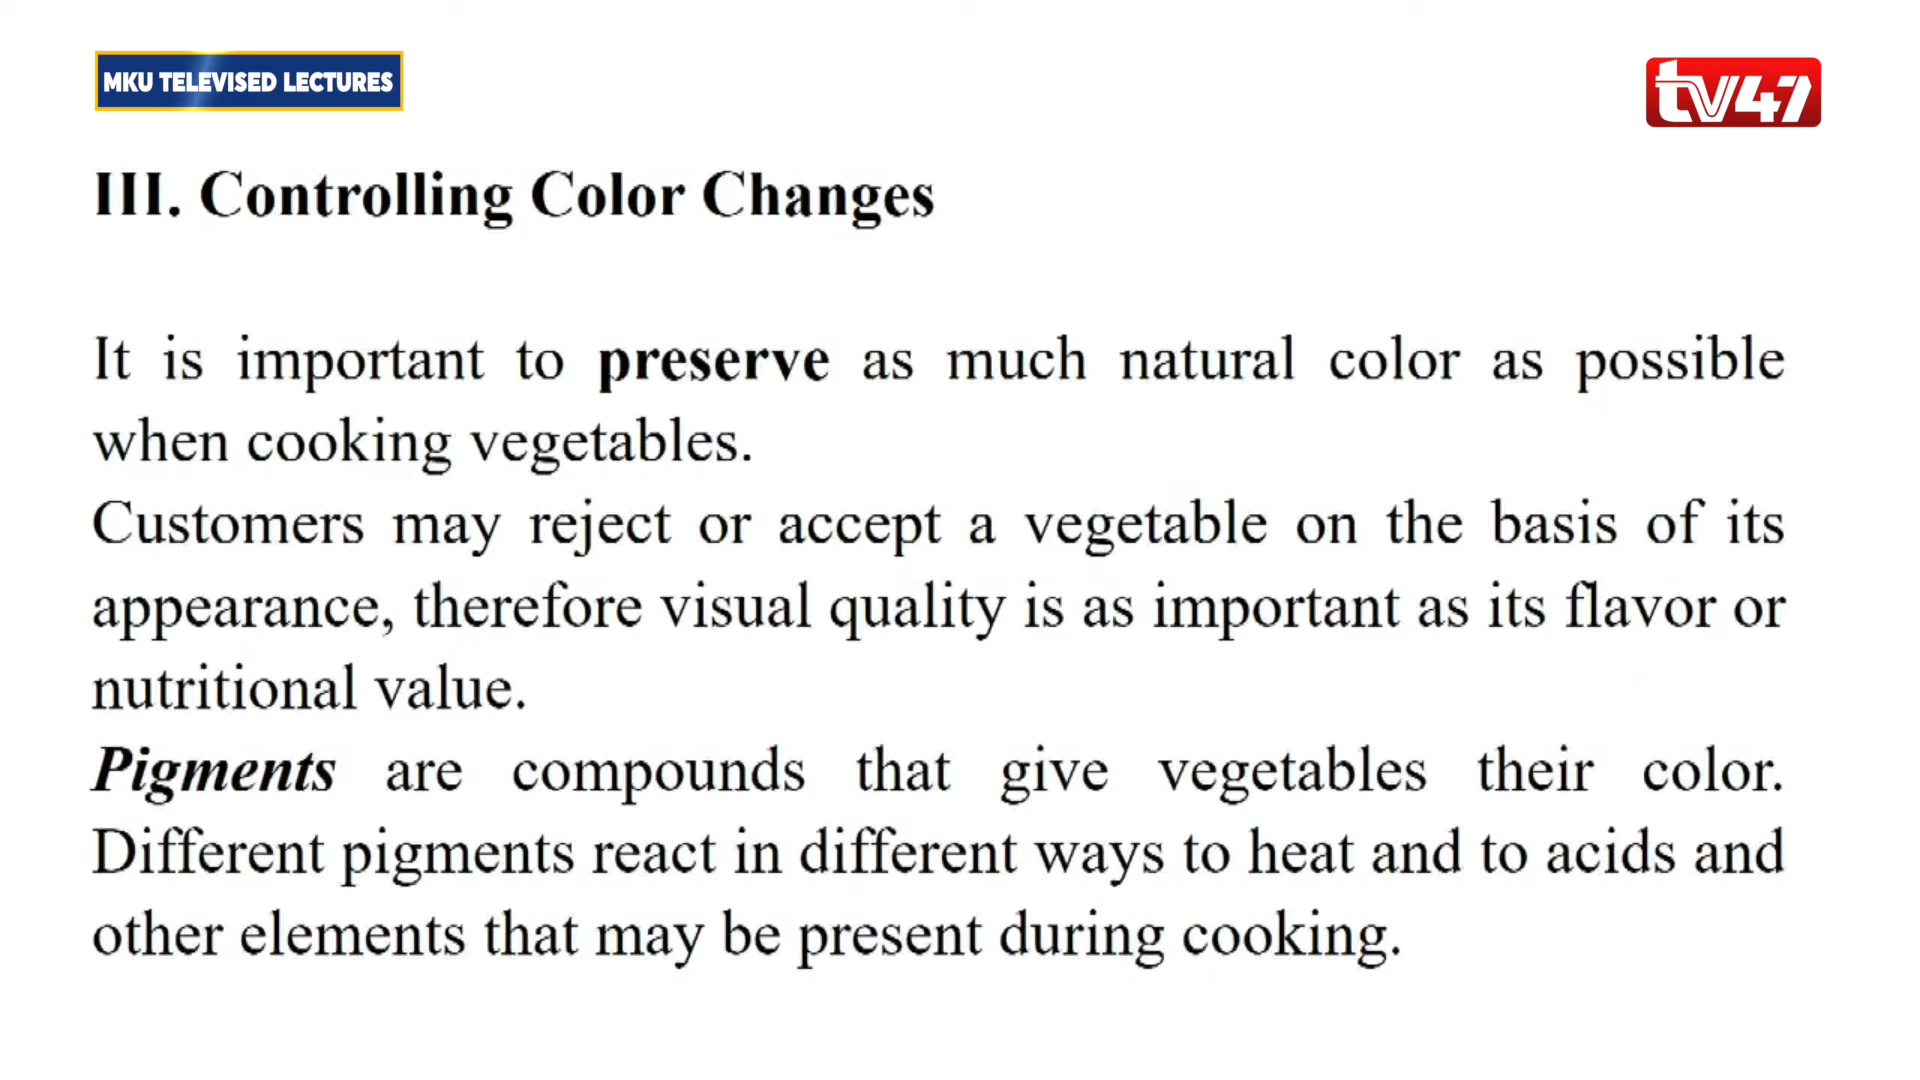 MKU TELEVISED LECTURES
tv47
III. Controlling Color Changes
It is important to preserve as much natural color as possible
when cooking vegetables.
Customers may reject or accept a vegetable on the basis of its
appearance, therefore visual quality is as important as its flavor or
nutritional value.
Pigments are compounds that give vegetables their color.
Different pigments react in different ways to heat and to acids and
other elements that may be present during cooking.